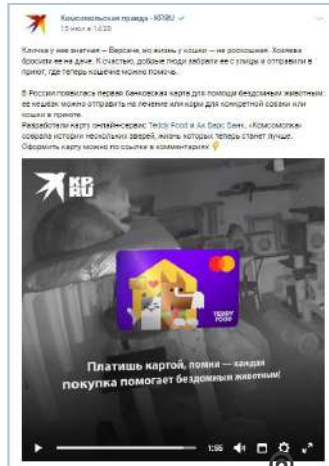 Комсомольская правда - KP.RU
15 июл в 14:20
Кличка у нее знатная — Версаче, но жизнь у кошки — не роскошная. Хозяева
бросили ее на даче. К счастью, добрые люди забрали ее с улицы и отправили в
приют, где теперь кошечке можно помочь.
В России появилась первая банковская карта для помощи бездомным животным:
ее кешбэк можно отправить на лечение или корм для конкретной собаки или
кошки в приюте.
Разработали карту онлайн-сервис Teddy Food и Ак Барс Банк. «Комсомолка»
собрала истории нескольких зверей, жизнь которых теперь станет лучше.
Оформить карту можно по ссылке в комментариях
KP
RU
TEDDY
FOOD
Платишь картой, помни — каждая
покупка помогает бездомным животным!
1:55